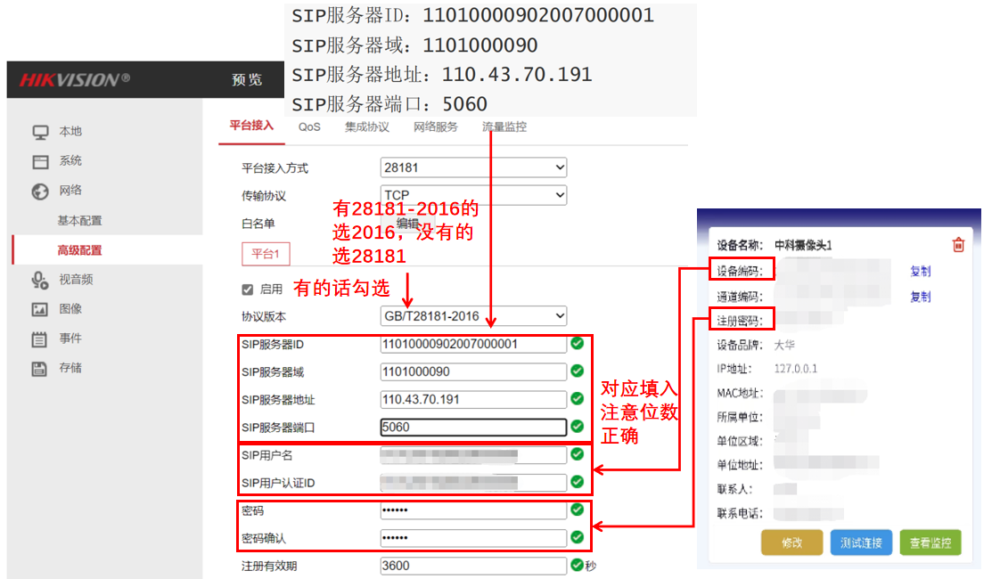 SIP服务器ID: 11010000902007000001
SIP服务器域: 1101000090
SIP服务器地址: 110.43.70.191
SIP服务器端口: 5060
HIKVISION®
预览
本地
系统
网络
基本配置
高级配置
视音频
图像
事件
存储
平台接入 QoS 集成协议 网络服务 流量监控
平台接入方式 28181
传输协议 TCP
白名单 编辑
有28181-2016的
选2016，没有的
选28181
平台1
启用 有的话勾选
协议版本 GB/T28181-2016
SIP服务器ID 11010000902007000001
SIP服务器域 1101000090
SIP服务器地址 110.43.70.191
SIP服务器端口 5060
SIP用户名
SIP用户认证ID
密码 ••••••
密码确认 ••••••
注册有效期 3600 秒
对应填入
注意位数
正确
设备名称: 中科摄像头1
设备编码: 复制
通道编码: 复制
注册密码:
设备品牌: 大华
IP地址: 127.0.0.1
MAC地址:
所属单位:
单位区域:
单位地址:
联系人:
联系电话:
修改 测试连接 查看监控